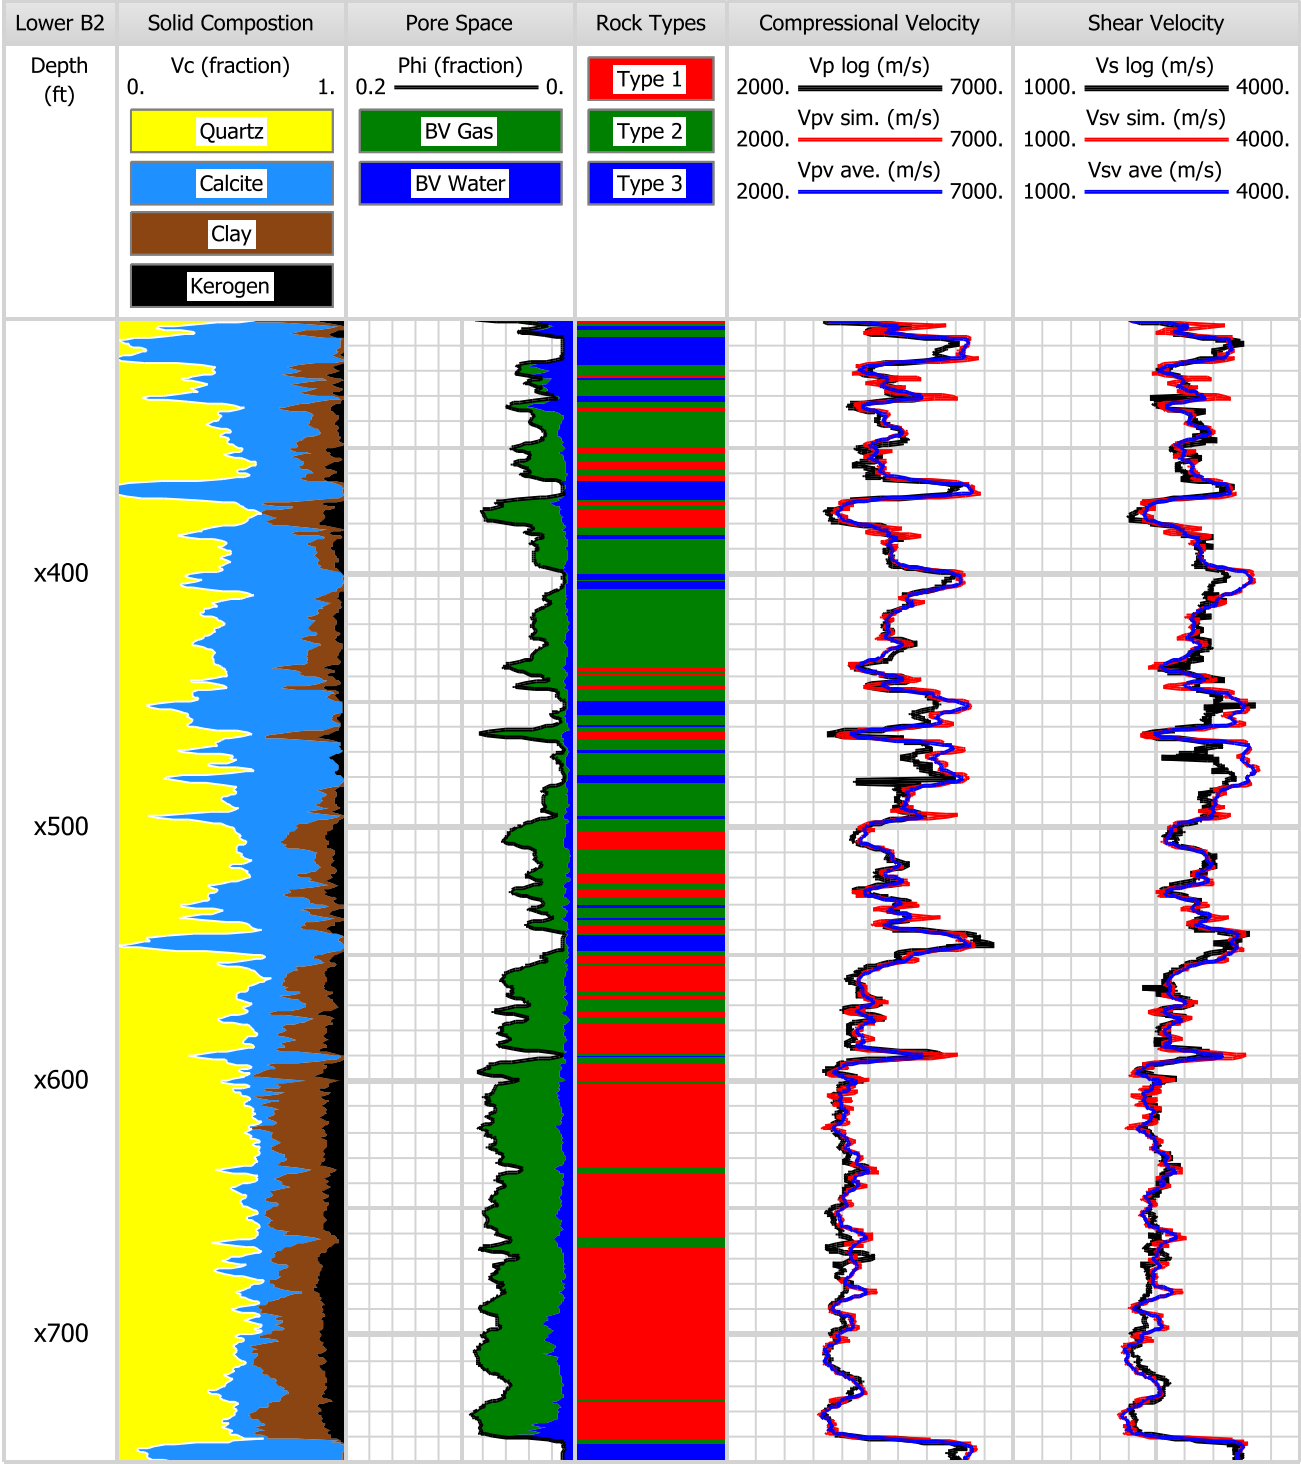 Lower B2 Solid Compostion Pore Space Rock Types Compressional Velocity Shear Velocity
Depth
(ft)
Vc (fraction)
0. 1.
Quartz
Calcite
Clay
Kerogen
Phi (fraction)
0.2 0.
BV Gas
BV Water
Type 1
Type 2
Type 3
Vp log (m/s)
2000. 7000.
Vpv sim. (m/s)
2000. 7000.
Vpv ave. (m/s)
2000. 7000.
Vs log (m/s)
1000. 4000.
Vsv sim. (m/s)
1000. 4000.
Vsv ave (m/s)
1000. 4000.
x400
x500
x600
x700